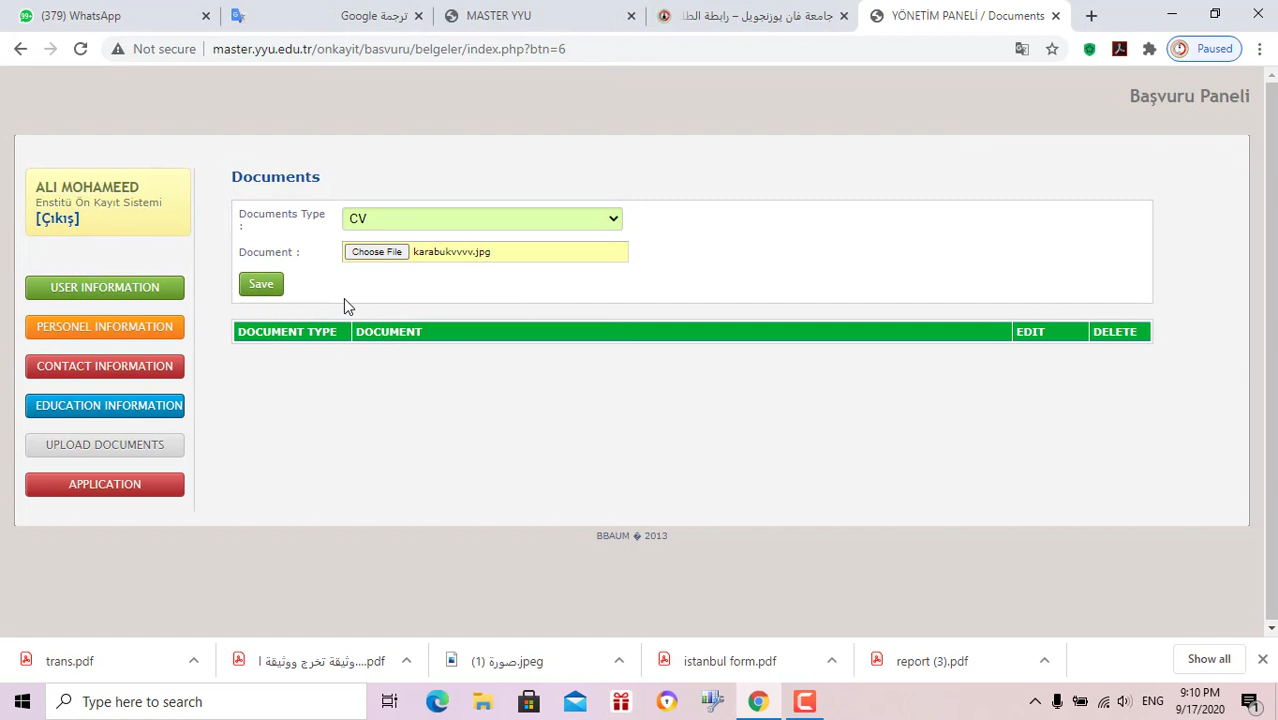 (379) WhatsApp
ترجمة Google
MASTER YYU
جامعة فان يوزنجويل – رابطة الطا
YÖNETİM PANELİ / Documents
Not secure
master.yyu.edu.tr/onkayit/basvuru/belgeler/index.php?btn=6
Paused
Başvuru Paneli
ALI MOHAMEED
Enstitü Ön Kayıt Sistemi
[Çıkış]
Documents
Documents Type :
CV
Document :
Choose File karabukvvvv.jpg
Save
DOCUMENT TYPE DOCUMENT EDIT DELETE
USER INFORMATION
PERSONEL INFORMATION
CONTACT INFORMATION
EDUCATION INFORMATION
UPLOAD DOCUMENTS
APPLICATION
BBAUM � 2013
trans.pdf
وثيقة تخرج ووثيقة ا....pdf
صورة (1).jpeg
istanbul form.pdf
report (3).pdf
Show all
Type here to search
ENG
9:10 PM
9/17/2020
1